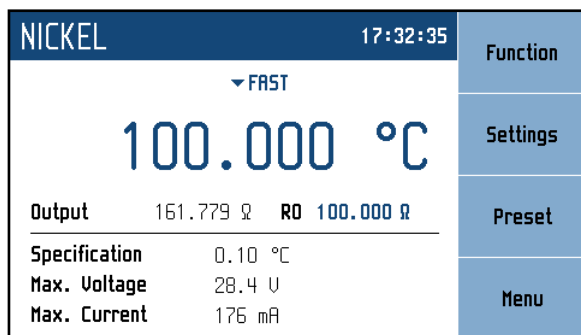 NICKEL 17:32:35
Function
▾FAST
100.000 °C
Settings
Output 161.779 Ω R0 100.000 Ω
Preset
Specification 0.10 °C
Max. Voltage 28.4 V
Max. Current 176 mA
Menu